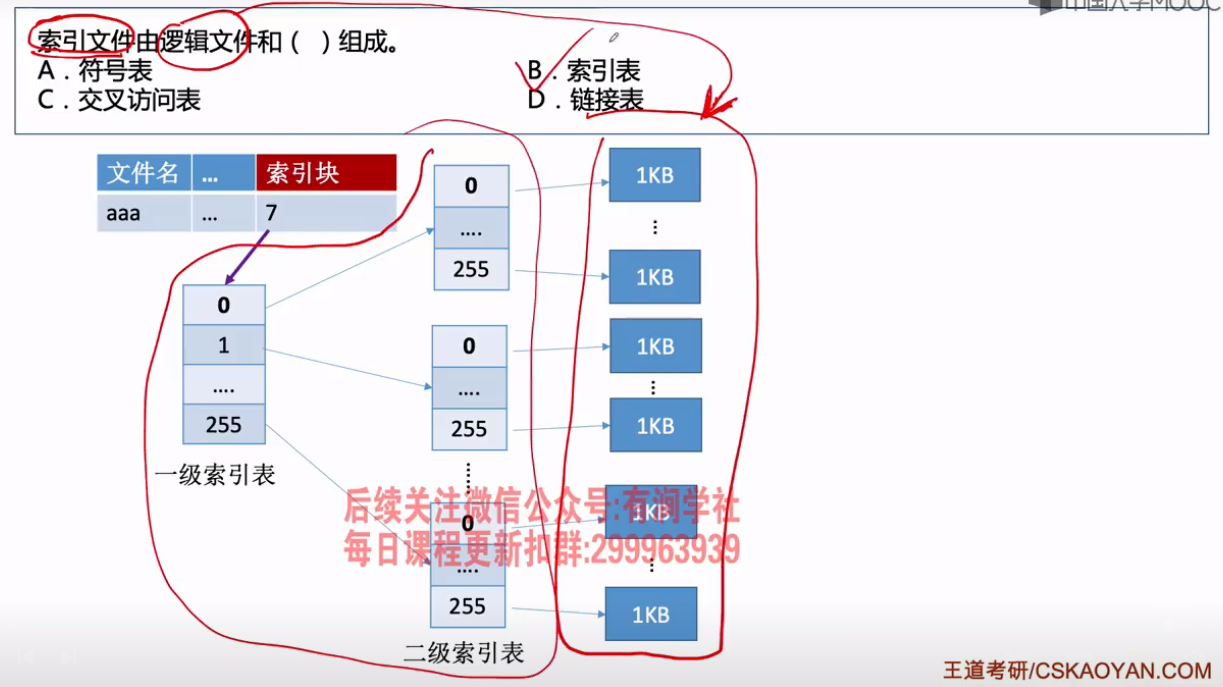 中国大学MOOC
索引文件由逻辑文件和（ ）组成。
A．符号表
B．索引表
C．交叉访问表
D．链接表
文件名 … 索引块
aaa … 7
0
1
….
255
一级索引表
0
….
255
0
….
255
0
….
255
二级索引表
1KB
1KB
1KB
1KB
1KB
1KB
后续关注微信公众号:有涧学社
每日课程更新扣群:299963939
王道考研/CSKAOYAN.COM